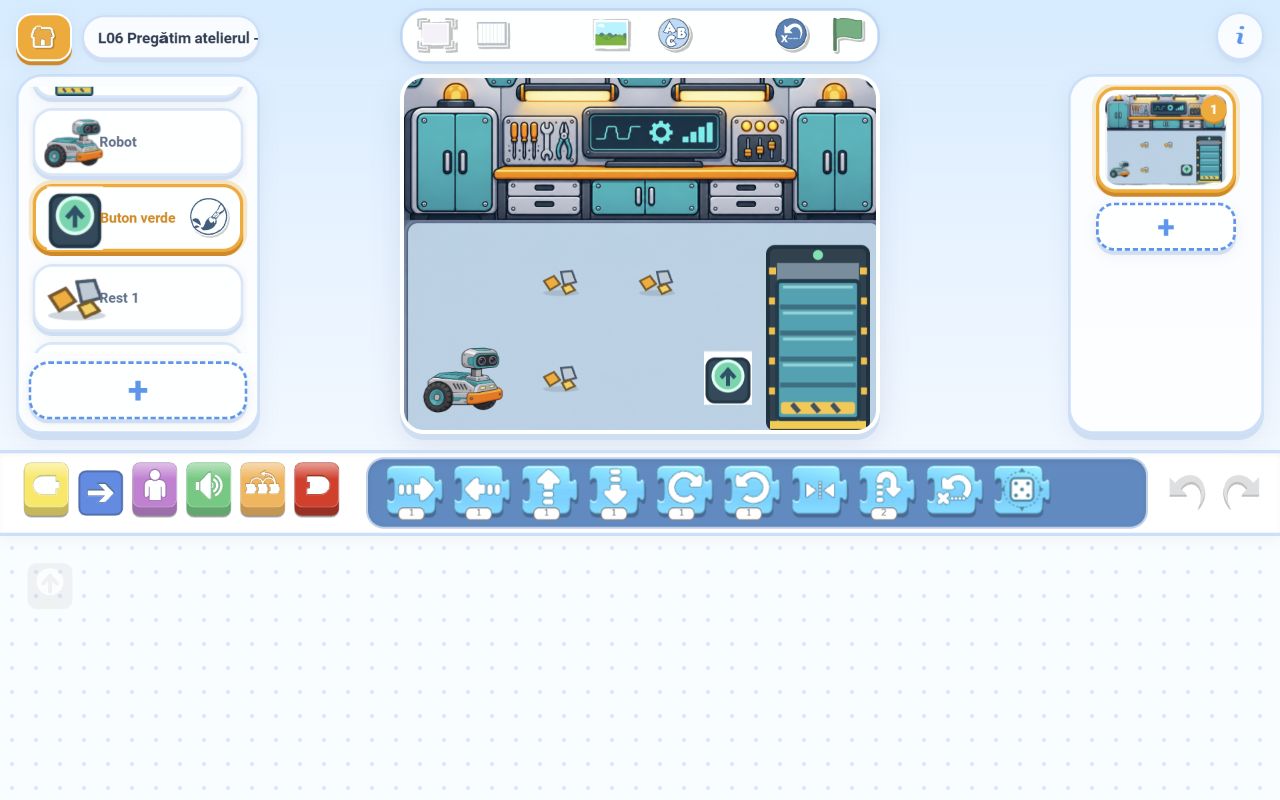 L06 Pregătim atelierul -
A
B
C
x
i
Robot
Buton verde
Rest 1
+
1
+
1
1
1
1
1
1
2
x